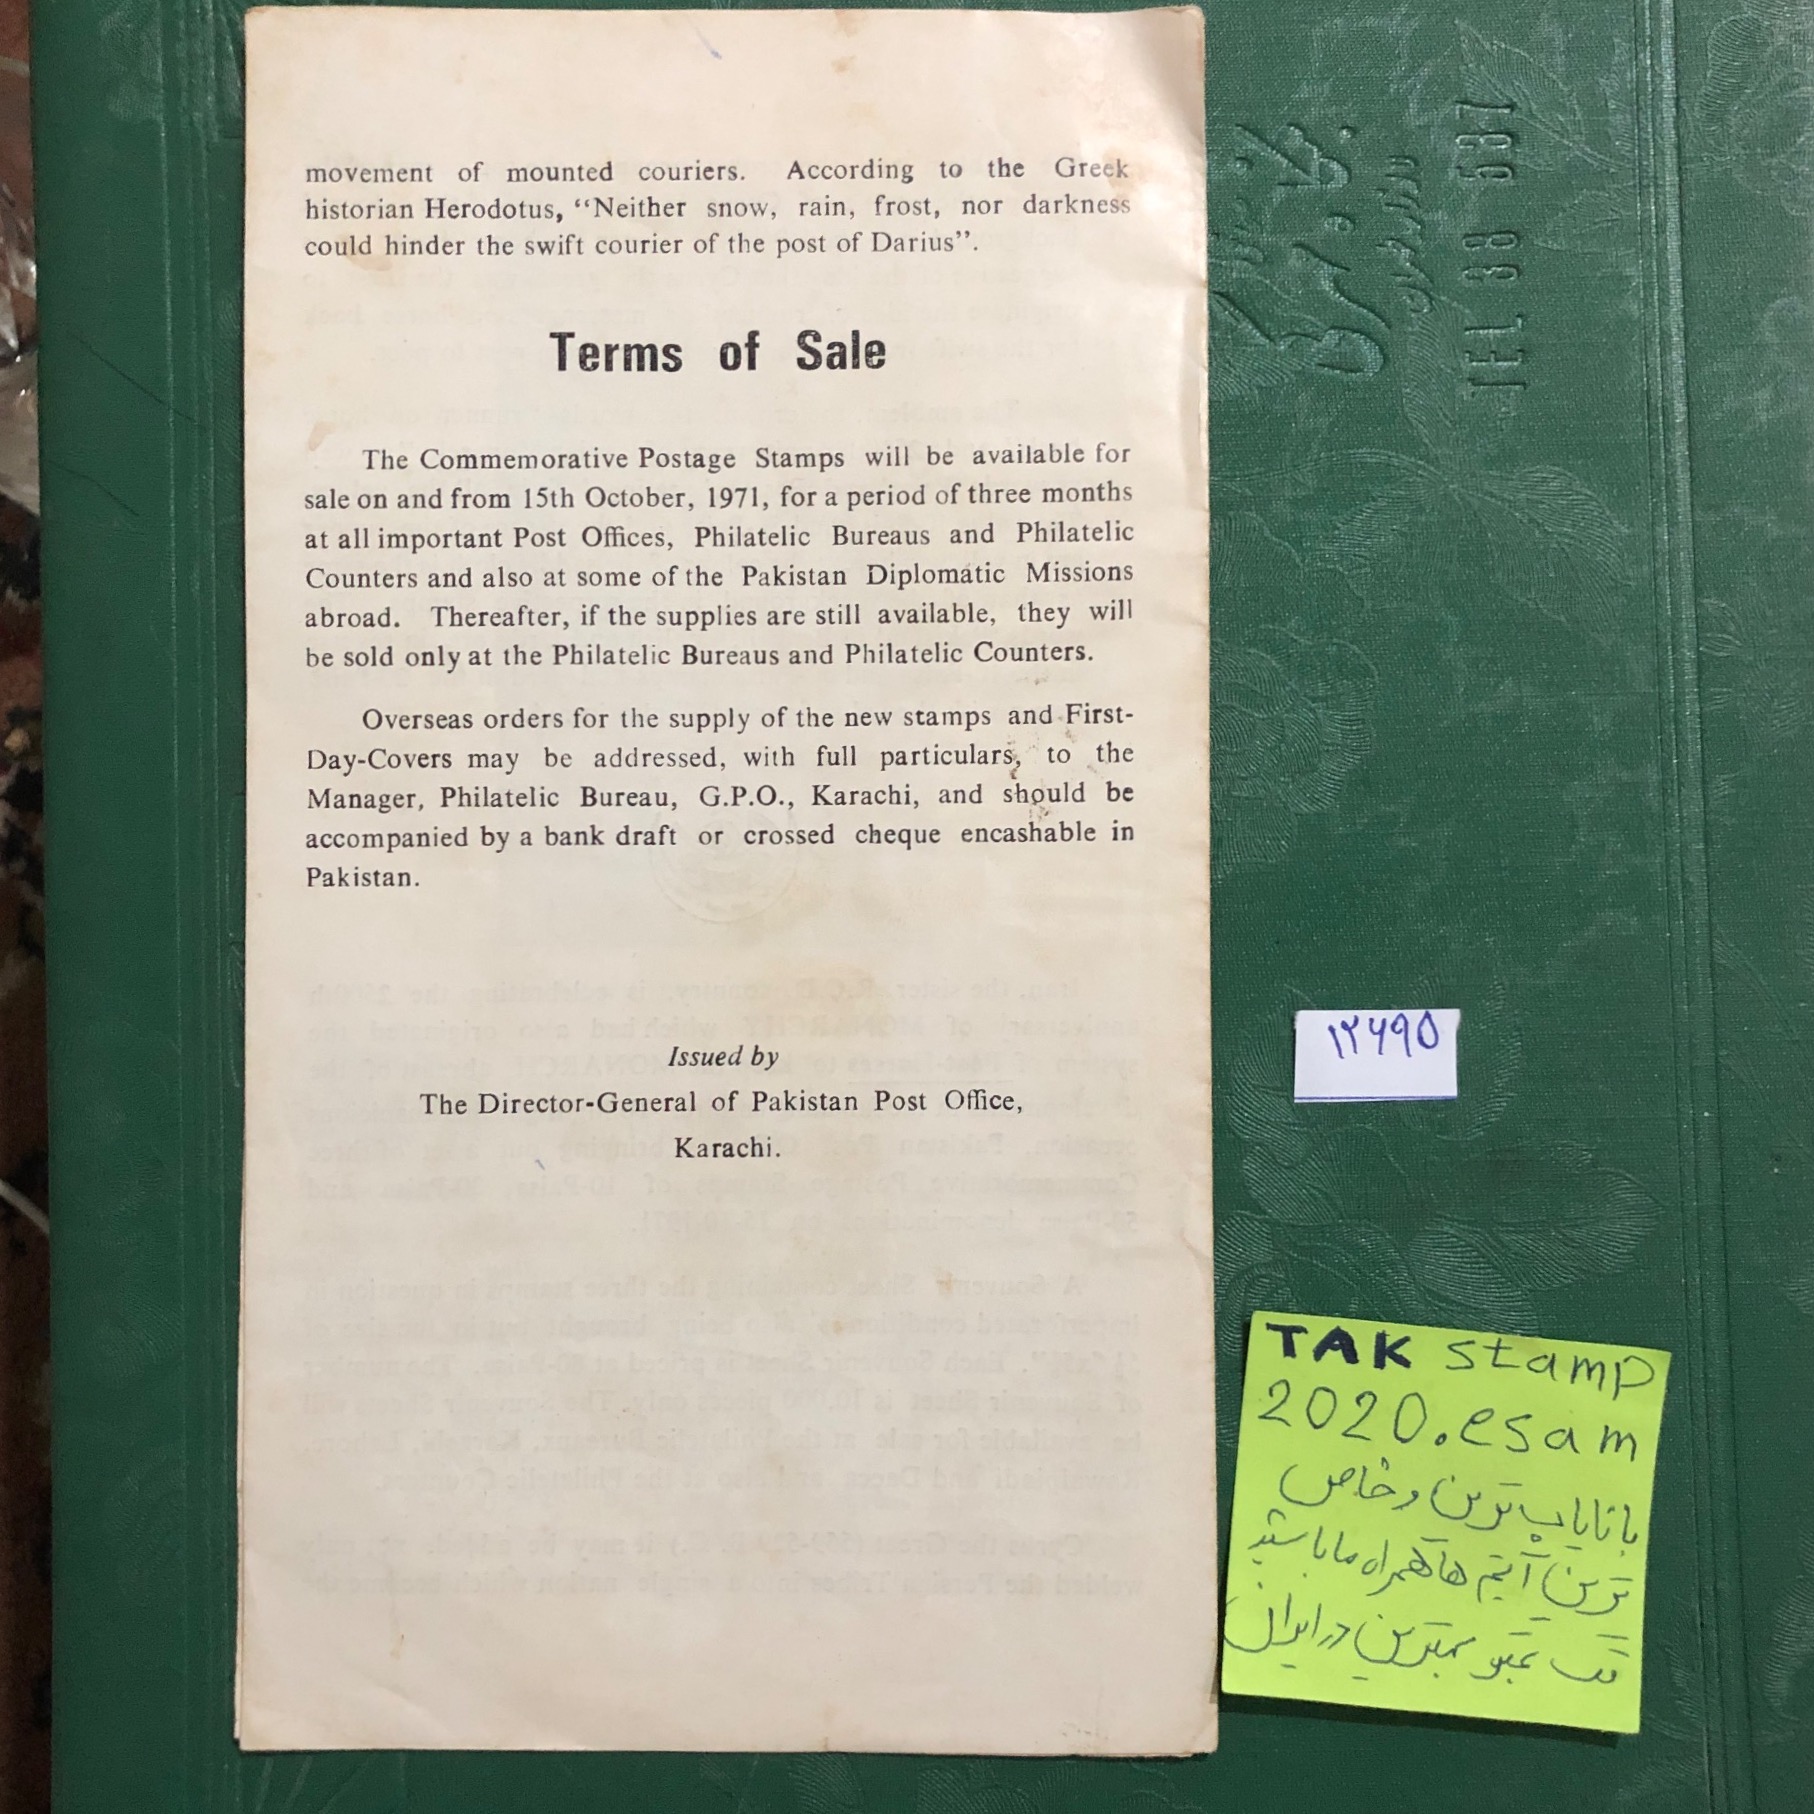 movement of mounted couriers. According to the Greek
historian Herodotus, “Neither snow, rain, frost, nor darkness
could hinder the swift courier of the post of Darius”.
Terms of Sale
The Commemorative Postage Stamps will be available for
sale on and from 15th October, 1971, for a period of three months
at all important Post Offices, Philatelic Bureaus and Philatelic
Counters and also at some of the Pakistan Diplomatic Missions
abroad. Thereafter, if the supplies are still available, they will
be sold only at the Philatelic Bureaus and Philatelic Counters.
Overseas orders for the supply of the new stamps and First-
Day-Covers may be addressed, with full particulars, to the
Manager, Philatelic Bureau, G.P.O., Karachi, and should be
accompanied by a bank draft or crossed cheque encashable in
Pakistan.
Issued by
The Director-General of Pakistan Post Office,
Karachi.
TEL 38 537
۱۲۶۹۵
TAK stamp
2020.esam
با نایاب ترین و خاص
ترین آیتم ها همراه ما باشید
تک تمبر بهترین در ایران